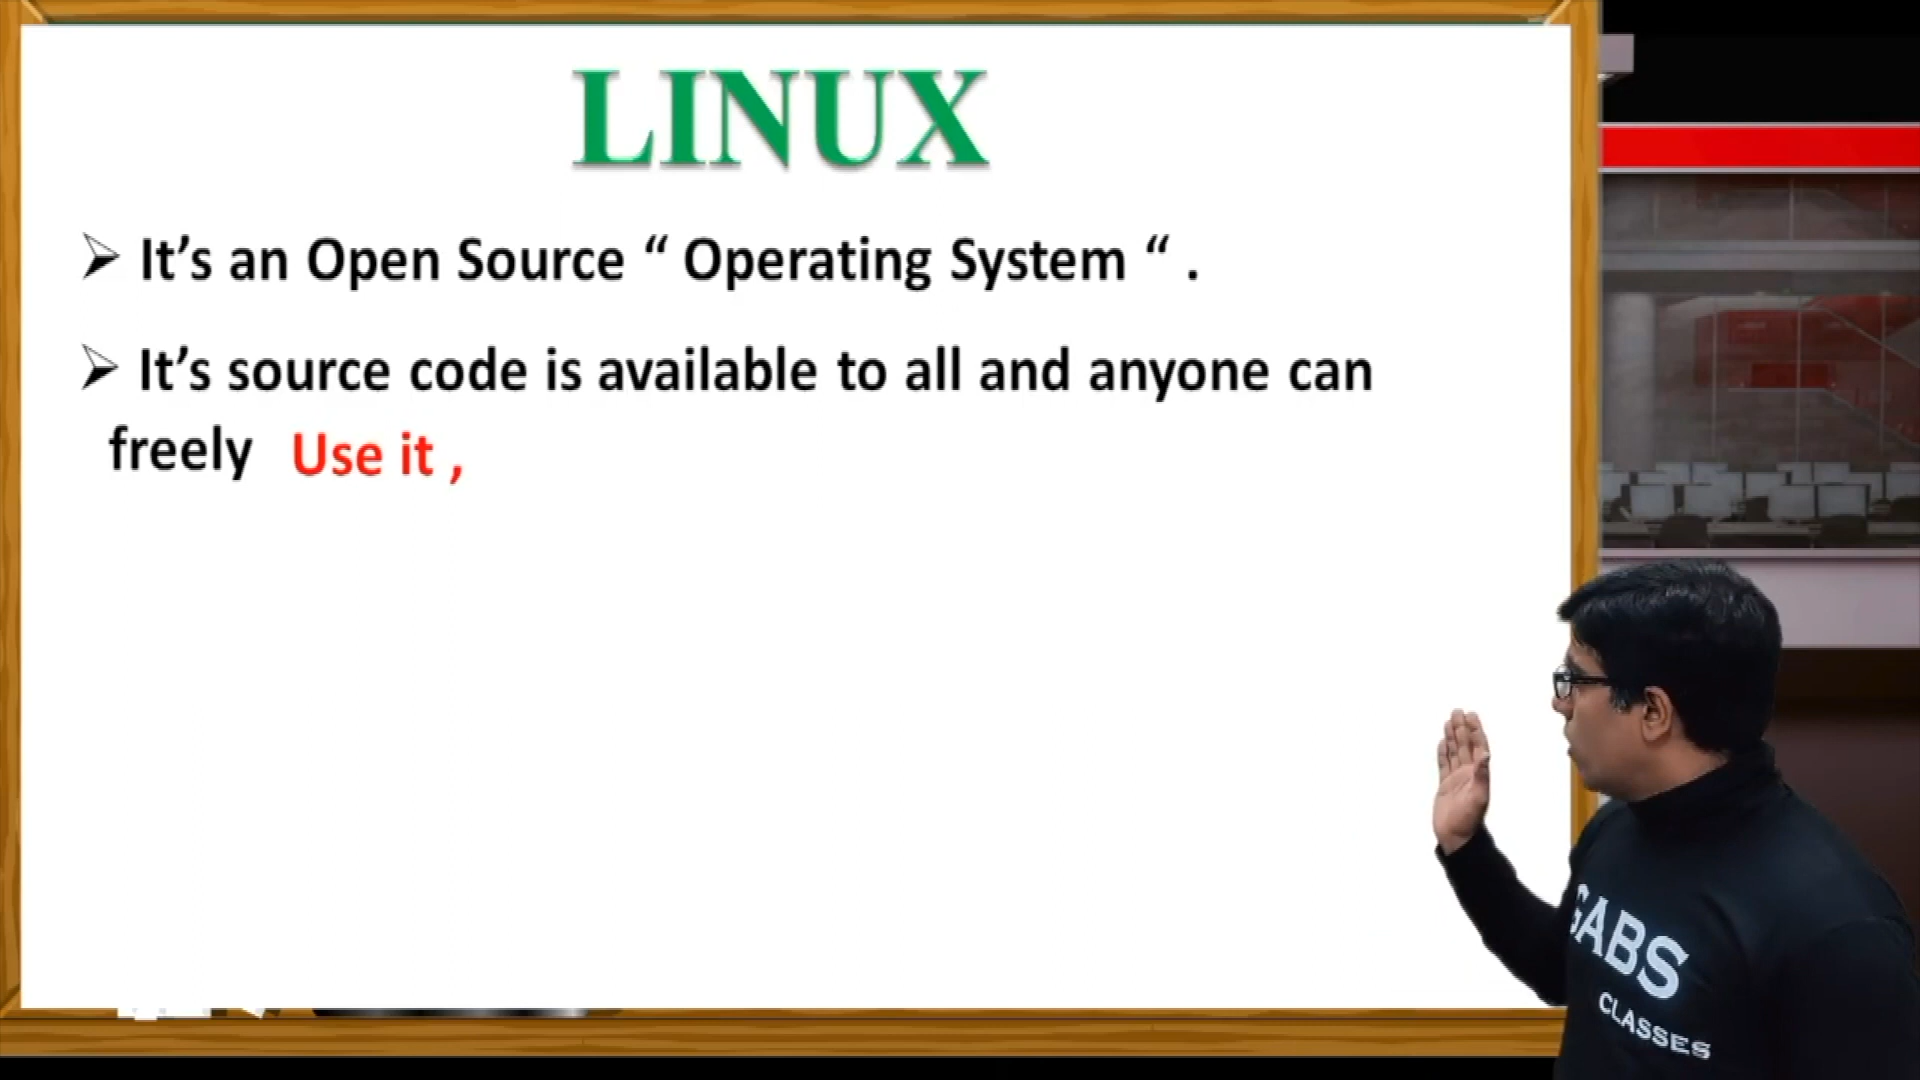 LINUX
➢ It’s an Open Source “ Operating System “ .
➢ It’s source code is available to all and anyone can
freely Use it ,
GABS
CLASSES